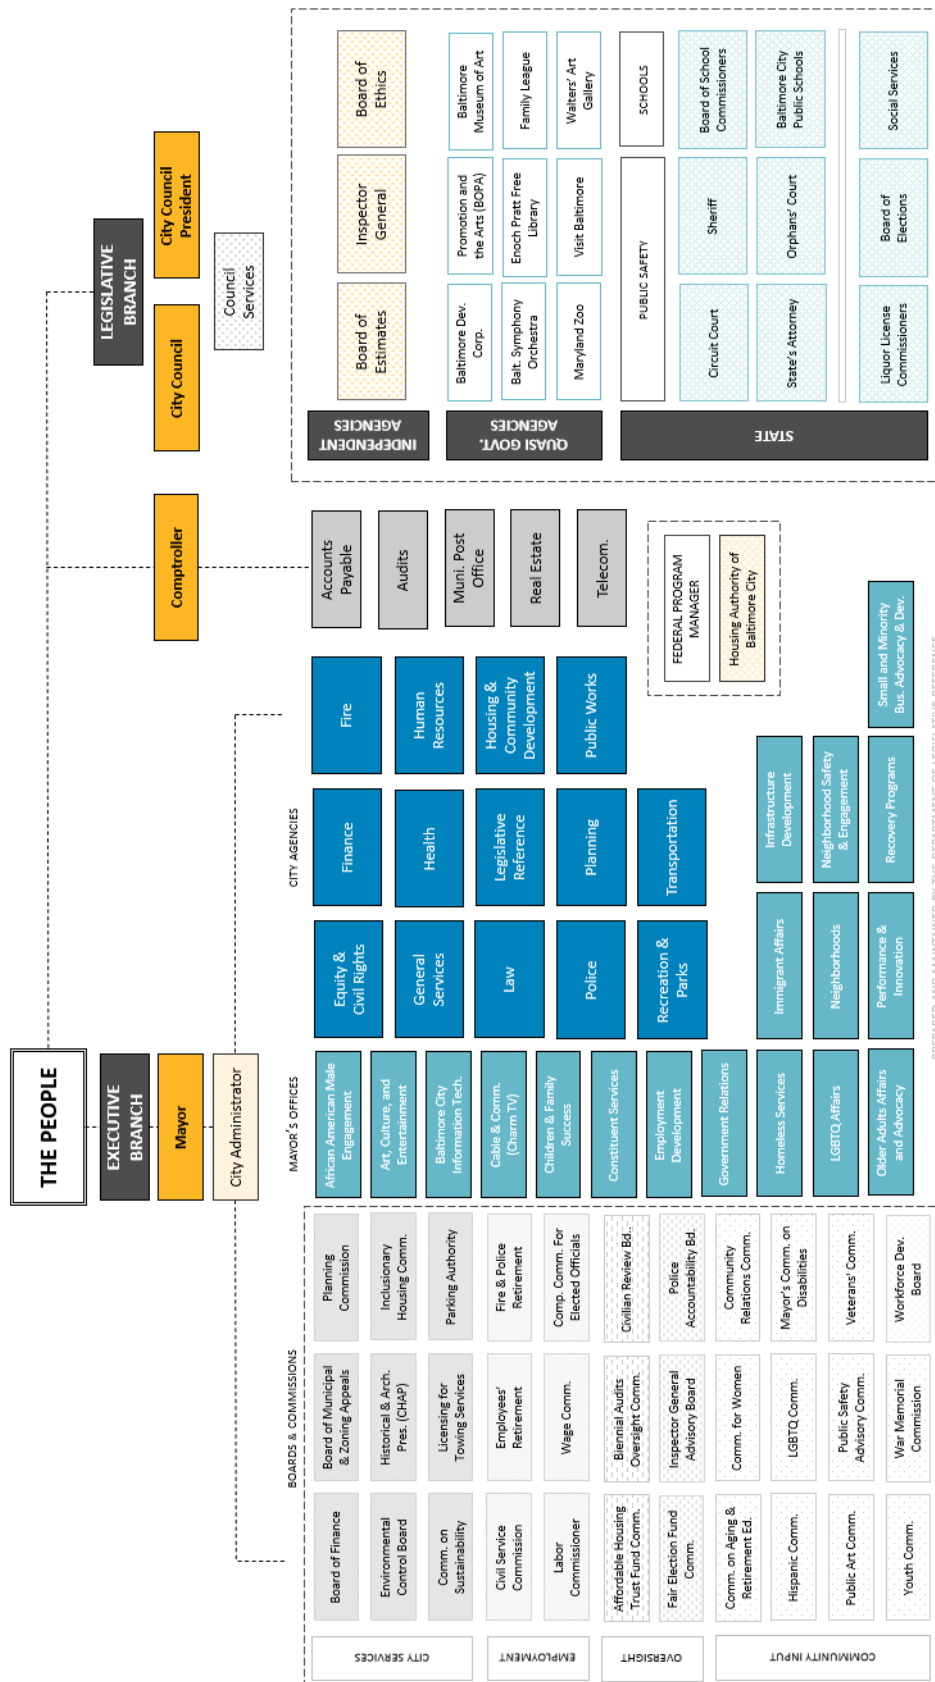 THE PEOPLE
EXECUTIVE
BRANCH
Mayor
City Administrator
LEGISLATIVE
BRANCH
Comptroller
City Council
City Council
President
Council
Services
BOARDS & COMMISSIONS
CITY SERVICES
Board of Finance
Board of Municipal
& Zoning Appeals
Planning
Commission
Environmental
Control Board
Historical & Arch.
Pres. (CHAP)
Inclusionary
Housing Comm.
Comm. on
Sustainability
Licensing for
Towing Services
Parking Authority
EMPLOYMENT
Civil Service
Commission
Employees'
Retirement
Fire & Police
Retirement
Labor
Commissioner
Wage Comm.
Comp. Comm. For
Elected Officials
OVERSIGHT
Affordable Housing
Trust Fund Comm.
Biennial Audits
Oversight Comm.
Civilian Review Bd..
Fair Election Fund
Comm.
Inspector General
Advisory Board
Police
Accountability Bd.
COMMUNITY INPUT
Comm. on Aging &
Retirement Ed.
Comm. for Women
Community
Relations Comm.
Hispanic Comm.
LGBTQ Comm.
Mayor's Comm. on
Disabilities
Public Art Comm.
Public Safety
Advisory Comm.
Veterans' Comm.
Youth Comm.
War Memorial
Commission
Workforce Dev.
Board
MAYOR'S OFFICES
African American Male
Engagement
Art, Culture, and
Entertainment
Baltimore City
Information Tech.
Cable & Comm.
(Charm TV)
Children & Family
Success
Constituent Services
Employment
Development
Government Relations
Homeless Services
Immigrant Affairs
Infrastructure
Development
LGBTQ Affairs
Neighborhoods
Neighborhood Safety
& Engagement
Older Adults Affairs
and Advocacy
Performance &
Innovation
Recovery Programs
Small and Minority
Bus. Advocacy & Dev.
CITY AGENCIES
Equity &
Civil Rights
Finance
Fire
General
Services
Health
Human
Resources
Law
Legislative
Reference
Housing &
Community
Development
Police
Planning
Public Works
Recreation &
Parks
Transportation
Accounts
Payable
Audits
Muni. Post
Office
Real Estate
Telecom.
FEDERAL PROGRAM
MANAGER
Housing Authority of
Baltimore City
INDEPENDENT
AGENCIES
Board of
Estimates
Inspector
General
Board of
Ethics
QUASI GOVT.
AGENCIES
Baltimore Dev.
Corp.
Promotion and
the Arts (BOPA)
Baltimore
Museum of Art
Balt. Symphony
Orchestra
Enoch Pratt Free
Library
Family League
Maryland Zoo
Visit Baltimore
Walters' Art
Gallery
STATE
PUBLIC SAFETY
SCHOOLS
Circuit Court
Sheriff
Board of School
Commissioners
State's Attorney
Orphans' Court
Baltimore City
Public Schools
Liquor License
Commissioners
Board of
Elections
Social Services
PREPARED AND MAINTAINED BY THE DEPARTMENT OF LEGISLATIVE REFERENCE